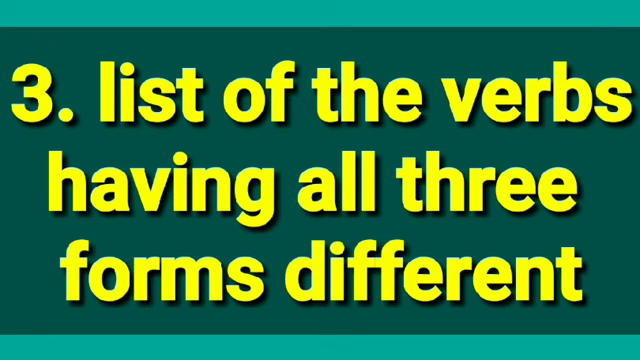 3. list of the verbs
having all three
forms different